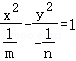 x²/(1/m) - y²/(-1/n) = 1